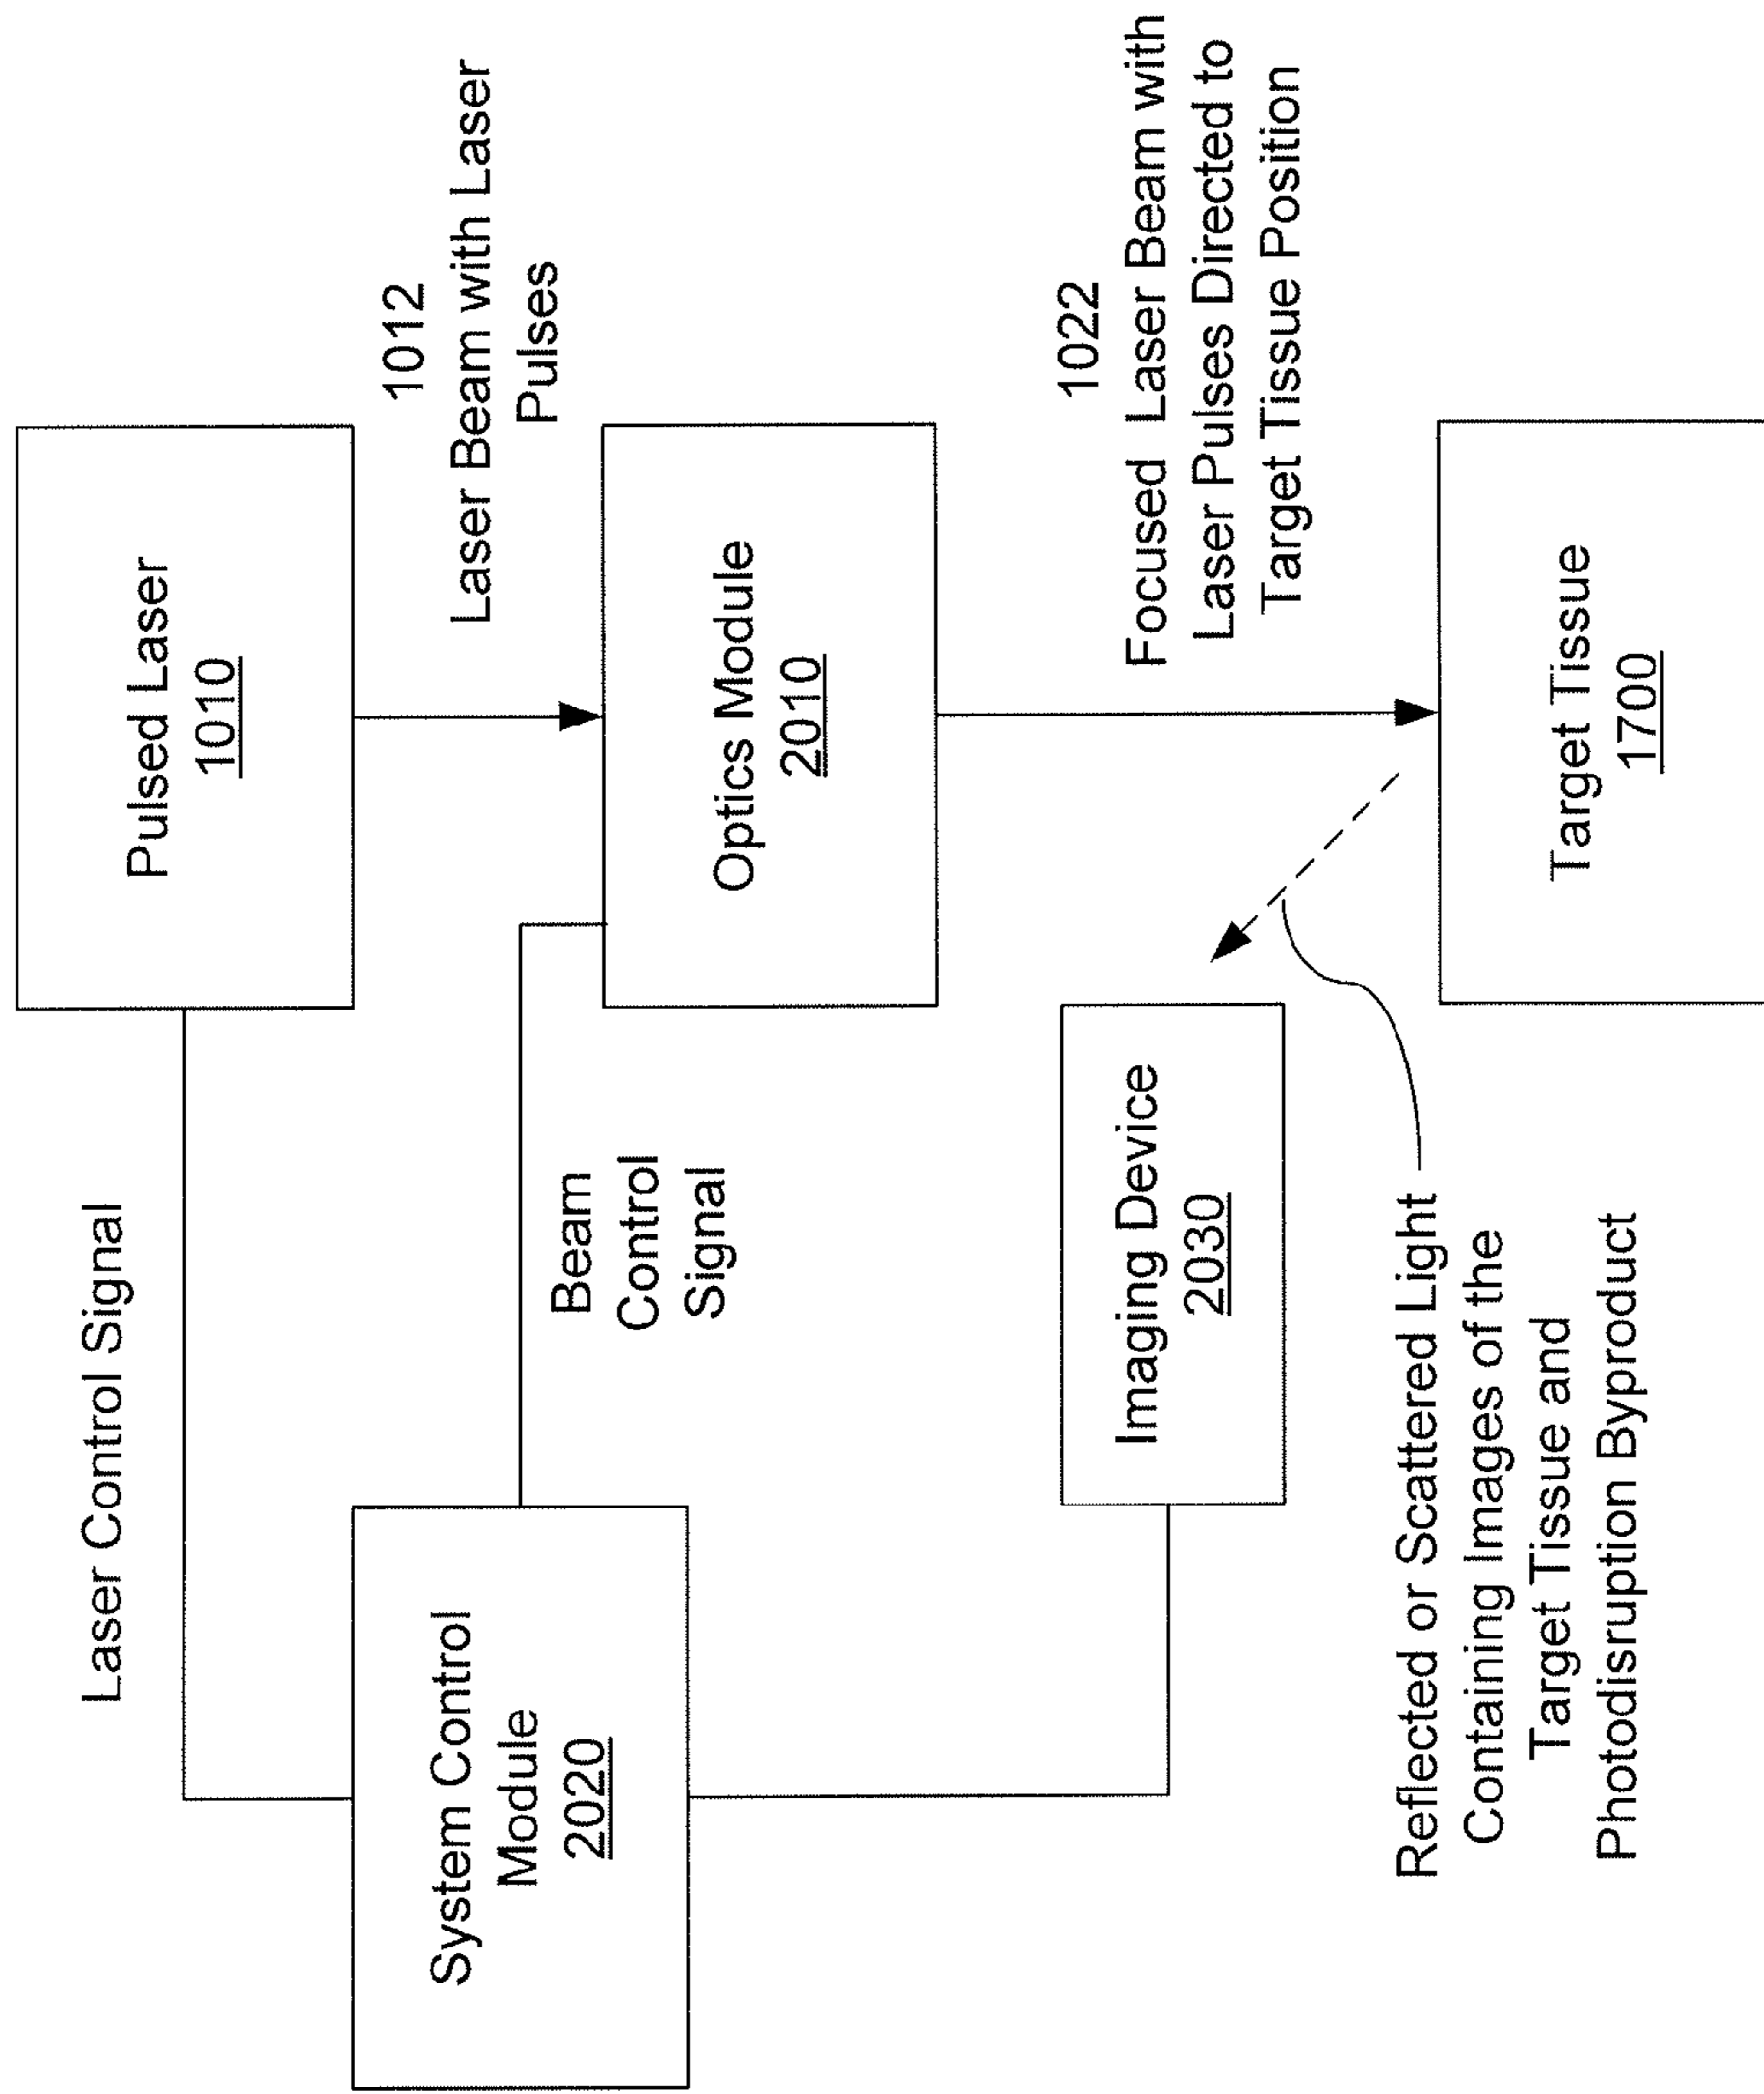 Pulsed Laser
1010
Laser Control Signal
1012
Laser Beam with Laser
Pulses
System Control
Module
2020
Beam
Control
Signal
Optics Module
2010
1022
Focused Laser Beam with
Laser Pulses Directed to
Target Tissue Position
Imaging Device
2030
Reflected or Scattered Light
Containing Images of the
Target Tissue and
Photodisruption Byproduct
Target Tissue
1700